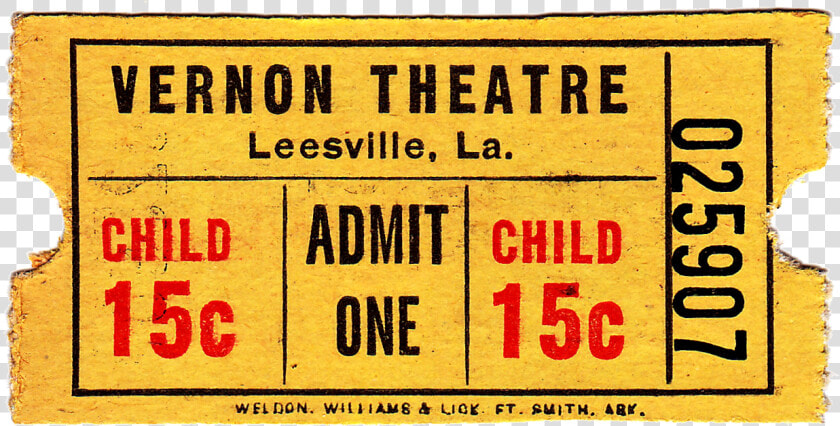 VERNON THEATRE
Leesville, La.
CHILD
15c
ADMIT
ONE
CHILD
15c
025907
WELDON, WILLIAMS & LICK FT. SMITH, ARK.